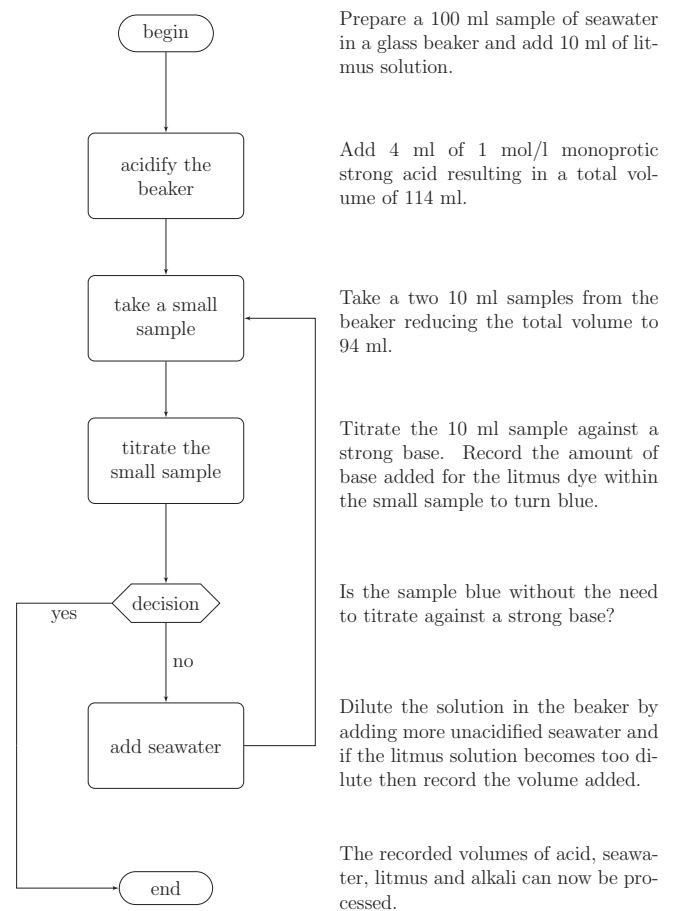 begin
Prepare a 100 ml sample of seawater
in a glass beaker and add 10 ml of lit-
mus solution.
acidify the
beaker
Add 4 ml of 1 mol/l monoprotic
strong acid resulting in a total vol-
ume of 114 ml.
take a small
sample
Take a two 10 ml samples from the
beaker reducing the total volume to
94 ml.
titrate the
small sample
Titrate the 10 ml sample against a
strong base. Record the amount of
base added for the litmus dye within
the small sample to turn blue.
decision
yes
no
Is the sample blue without the need
to titrate against a strong base?
add seawater
Dilute the solution in the beaker by
adding more unacidified seawater and
if the litmus solution becomes too di-
lute then record the volume added.
end
The recorded volumes of acid, seawa-
ter, litmus and alkali can now be pro-
cessed.